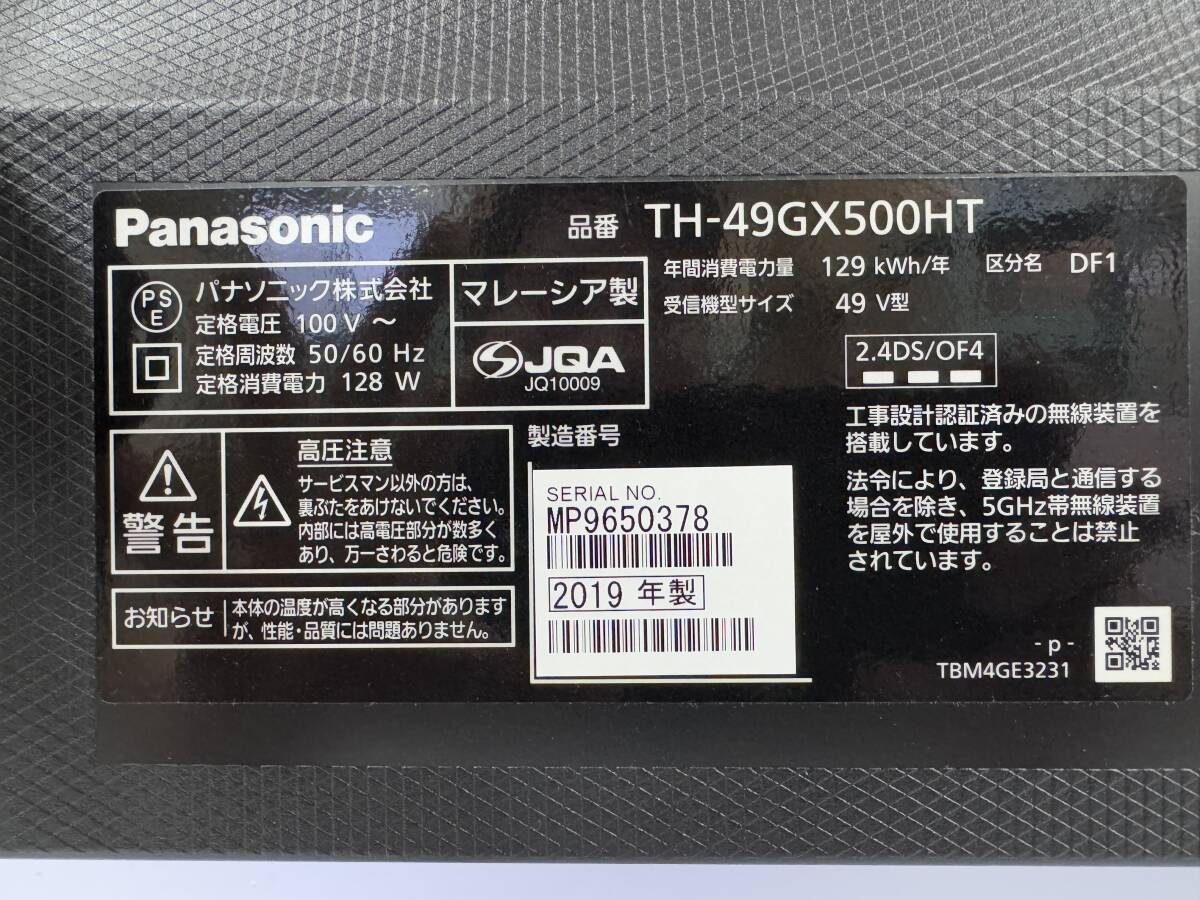 Panasonic
品番 TH-49GX500HT
PS
E
パナソニック株式会社
定格電圧 100 V ～
定格周波数 50/60 Hz
定格消費電力 128 W
マレーシア製
JQA
JQ10009
年間消費電力量 129 kWh/年 区分名 DF1
受信機型サイズ 49 V型
2.4DS/OF4
工事設計認証済みの無線装置を
搭載しています。
法令により、登録局と通信する
場合を除き、5GHz帯無線装置
を屋外で使用することは禁止
されています。
警告
高圧注意
サービスマン以外の方は、
裏ぶたをあけないでください。
内部には高電圧部分が数多く
あり、万一さわると危険です。
お知らせ
本体の温度が高くなる部分があります
が、性能・品質には問題ありません。
製造番号
SERIAL NO.
MP9650378
2019 年製
- p -
TBM4GE3231